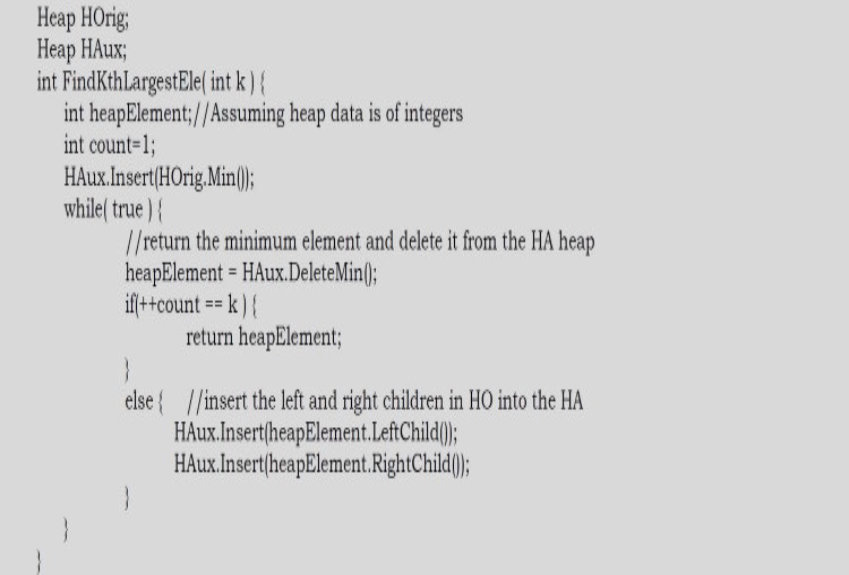 Heap HOrig;
Heap HAux;
int FindKthLargestEle( int k ) {
int heapElement;//Assuming heap data is of integers
int count=1;
HAux.Insert(HOrig.Min());
while( true ) {
//return the minimum element and delete it from the HA heap
heapElement = HAux.DeleteMin();
if(++count == k ) {
return heapElement;
}
else { //insert the left and right children in HO into the HA
HAux.Insert(heapElement.LeftChild());
HAux.Insert(heapElement.RightChild());
}
}
}